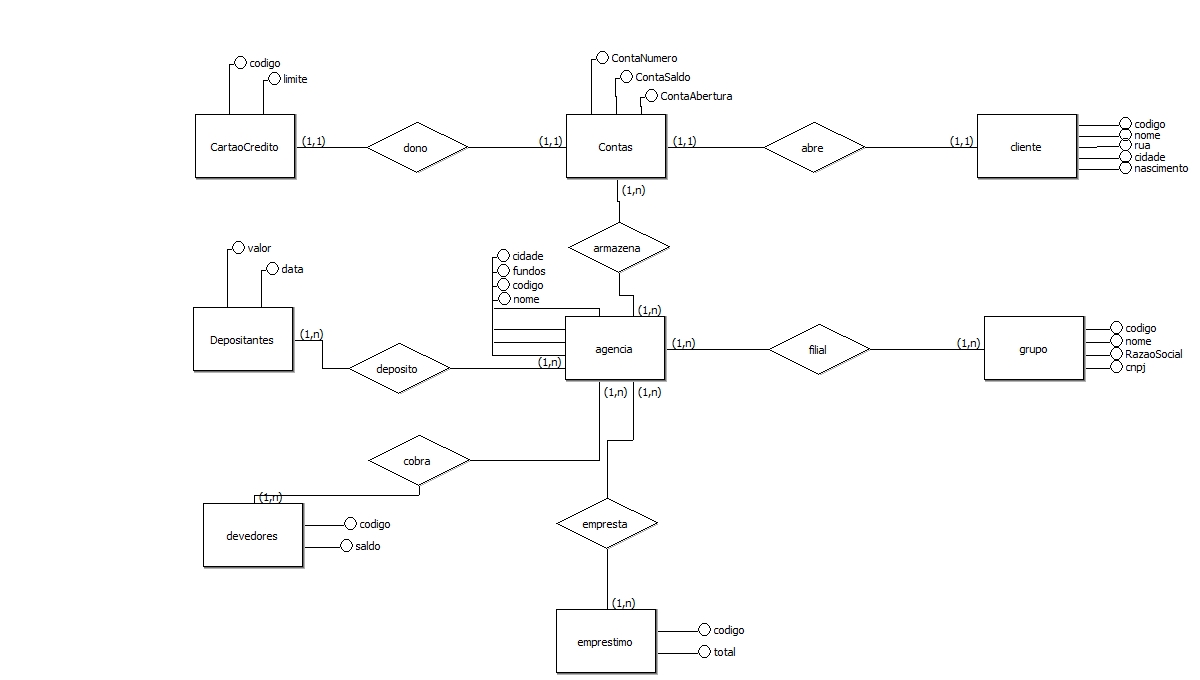 codigo
limite
CartaoCredito
(1,1)
dono
(1,1)
ContaNumero
ContaSaldo
ContaAbertura
Contas
(1,1)
abre
(1,1)
cliente
codigo
nome
rua
cidade
nascimento
(1,n)
armazena
(1,n)
valor
data
Depositantes
(1,n)
deposito
(1,n)
cidade
fundos
codigo
nome
agencia
(1,n)
filial
(1,n)
grupo
codigo
nome
RazaoSocial
cnpj
(1,n)
(1,n)
cobra
(1,n)
devedores
codigo
saldo
empresta
(1,n)
emprestimo
codigo
total